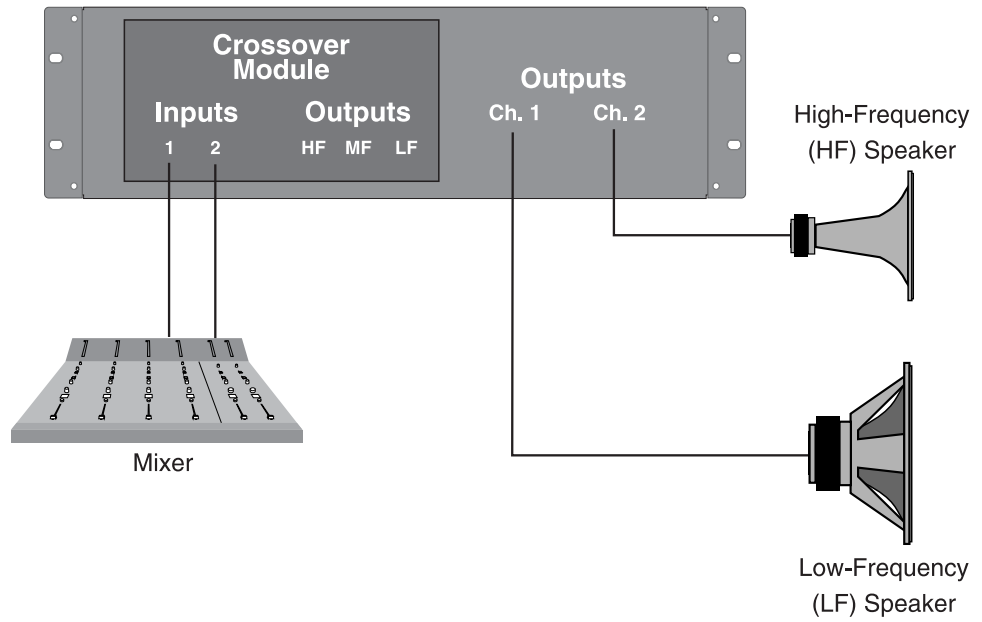 Crossover
Module
Inputs
Outputs
1
2
HF
MF
LF
Outputs
Ch. 1
Ch. 2
High-Frequency
(HF) Speaker
Mixer
Low-Frequency
(LF) Speaker